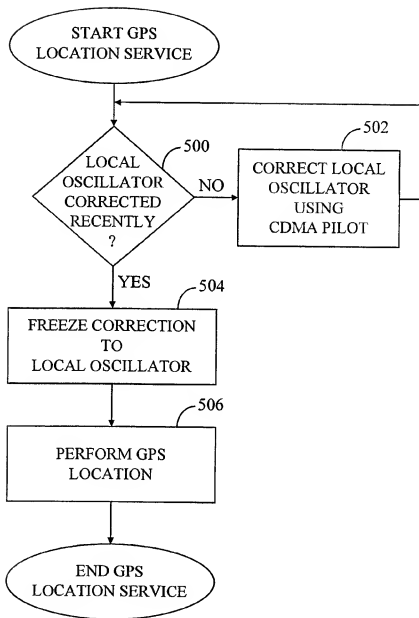 START GPS
LOCATION SERVICE
500
LOCAL
OSCILLATOR
CORRECTED
RECENTLY
?
NO
502
CORRECT LOCAL
OSCILLATOR
USING
CDMA PILOT
YES
504
FREEZE CORRECTION
TO
LOCAL OSCILLATOR
506
PERFORM GPS
LOCATION
END GPS
LOCATION SERVICE